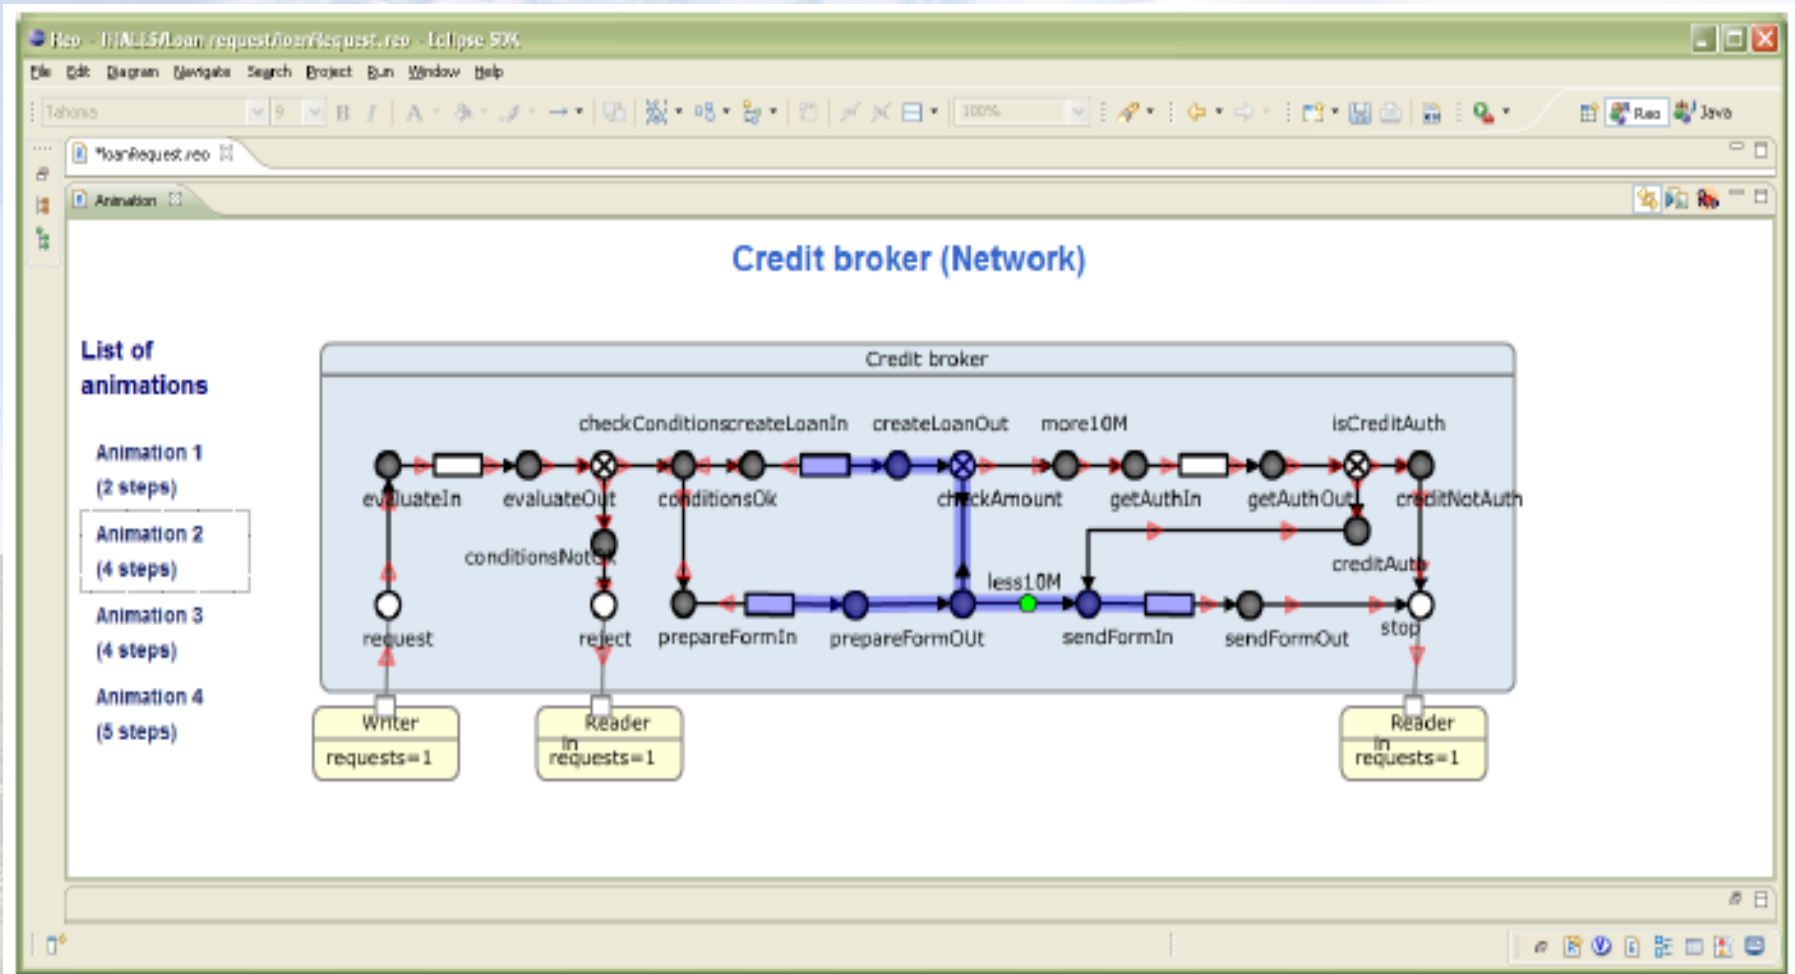 Reo - THALES/Loan request/loanRequest.reo - Eclipse SDK
File Edit Diagram Navigate Search Project Run Window Help
Tahoma 9 B I A 100% Reo Java
*loanRequest.reo
Animation
Credit broker (Network)
List of
animations
Animation 1
(2 steps)
Animation 2
(4 steps)
Animation 3
(4 steps)
Animation 4
(5 steps)
Credit broker
checkConditions createLoanIn createLoanOut more10M isCreditAuth
evaluateIn evaluateOut conditionsOk checkAmount getAuthIn getAuthOut creditNotAuth
conditionsNotOk creditAuth
less10M
request reject prepareFormIn prepareFormOUt sendFormIn sendFormOut stop
Writer
requests=1
Reader
in
requests=1
Reader
in
requests=1